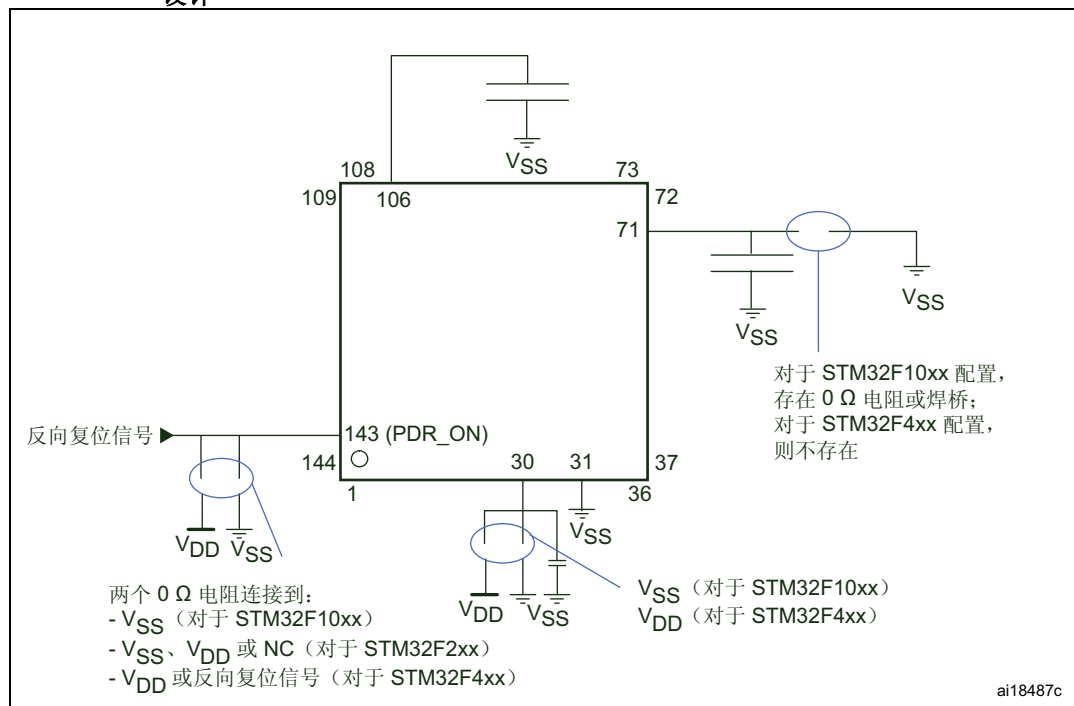 设计
V_SS
108
73
109
106
72
71
V_SS
V_SS
对于 STM32F10xx 配置，
存在 0 Ω 电阻或焊桥；
对于 STM32F4xx 配置，
则不存在
反向复位信号
143 (PDR_ON)
144
30
31
37
1
36
V_SS
V_DD V_SS
V_DD V_SS
两个 0 Ω 电阻连接到：
- V_SS（对于 STM32F10xx）
- V_SS、V_DD 或 NC（对于 STM32F2xx）
- V_DD 或反向复位信号（对于 STM32F4xx）
V_SS（对于 STM32F10xx）
V_DD（对于 STM32F4xx）
ai18487c